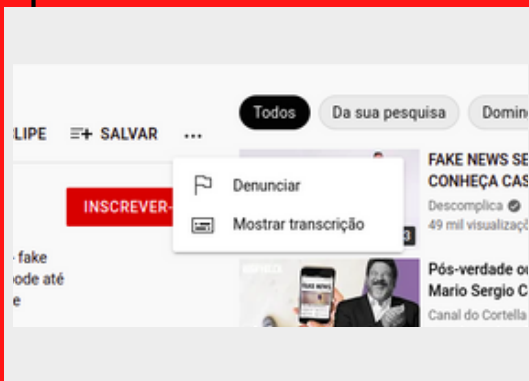 Todos Da sua pesquisa
LIPE SALVAR ...
FAKE NEWS SE
CONHEÇA CAS
Descomplica
49 mil visualizaç
3
Denunciar
Mostrar transcrição
INSCREVER-
fake
ode até
e
FAKE NEWS
Pós-verdade ou
Mario Sergio C
Canal do Cortella